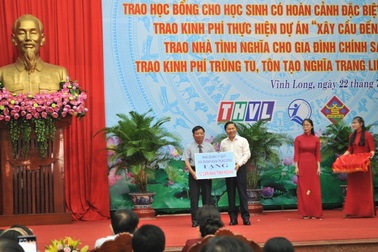 TRAO HỌC BỔNG CHO HỌC SINH CÓ HOÀN CẢNH ĐẶC BIỆ
TRAO KINH PHÍ THỰC HIỆN DỰ ÁN "XÂY CẦU ĐẾN
TRAO NHÀ TÌNH NGHĨA CHO GIA ĐÌNH CHÍNH SÁ
TRAO KINH PHÍ TRÙNG TU, TÔN TẠO NGHĨA TRANG LI
Vĩnh Long, ngày 22 tháng
THVL
TẶNG